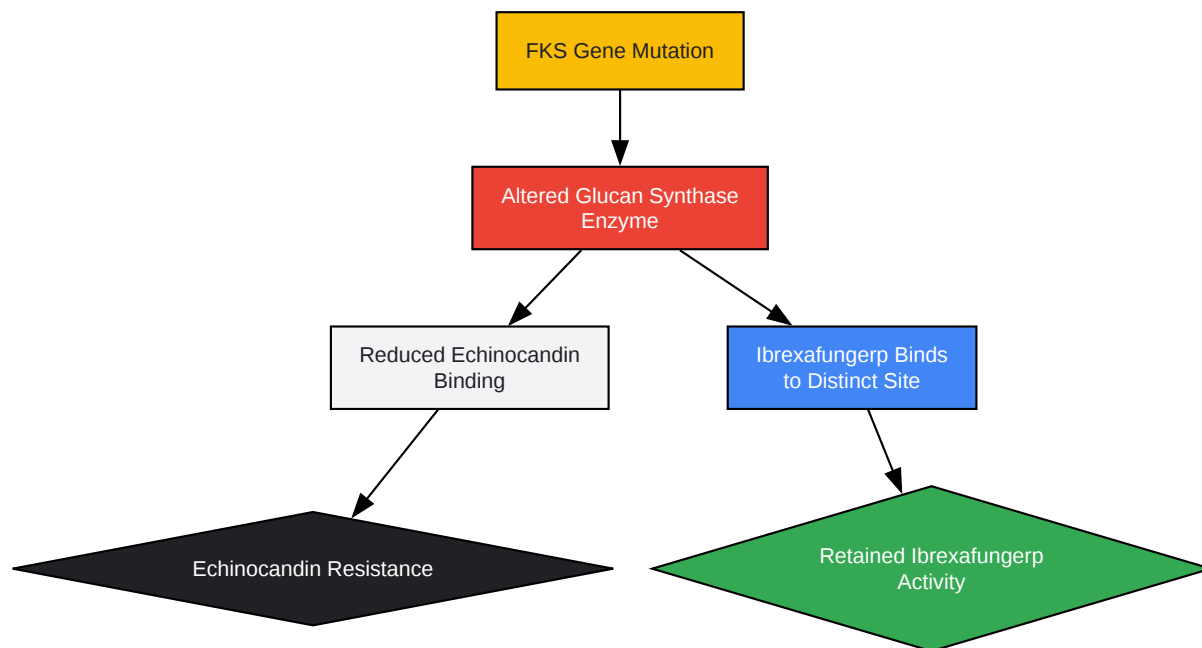 FKS Gene Mutation
Altered Glucan Synthase
Enzyme
Reduced Echinocandin
Binding
Ibrexafungerp Binds
to Distinct Site
Echinocandin Resistance
Retained Ibrexafungerp
Activity